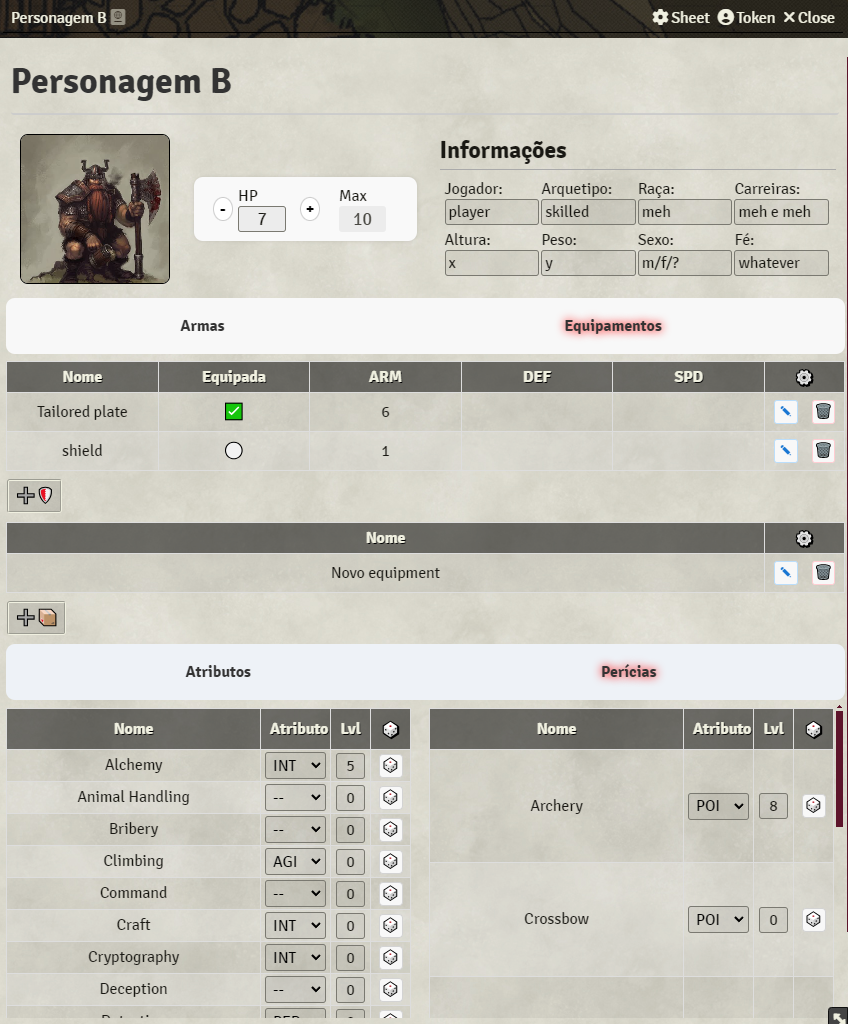 Personagem B Sheet Token Close
Personagem B
Informações
HP Max
- 7 + 10
Jogador: Arquetipo: Raça: Carreiras:
player skilled meh meh e meh
Altura: Peso: Sexo: Fé:
x y m/f/? whatever
Armas Equipamentos
Nome Equipada ARM DEF SPD
Tailored plate 6
shield 1
Nome
Novo equipment
Atributos Perícias
Nome Atributo Lvl
Alchemy INT 5
Animal Handling -- 0
Bribery -- 0
Climbing AGI 0
Command -- 0
Craft INT 0
Cryptography INT 0
Deception -- 0
Nome Atributo Lvl
Archery POI 8
Crossbow POI 0